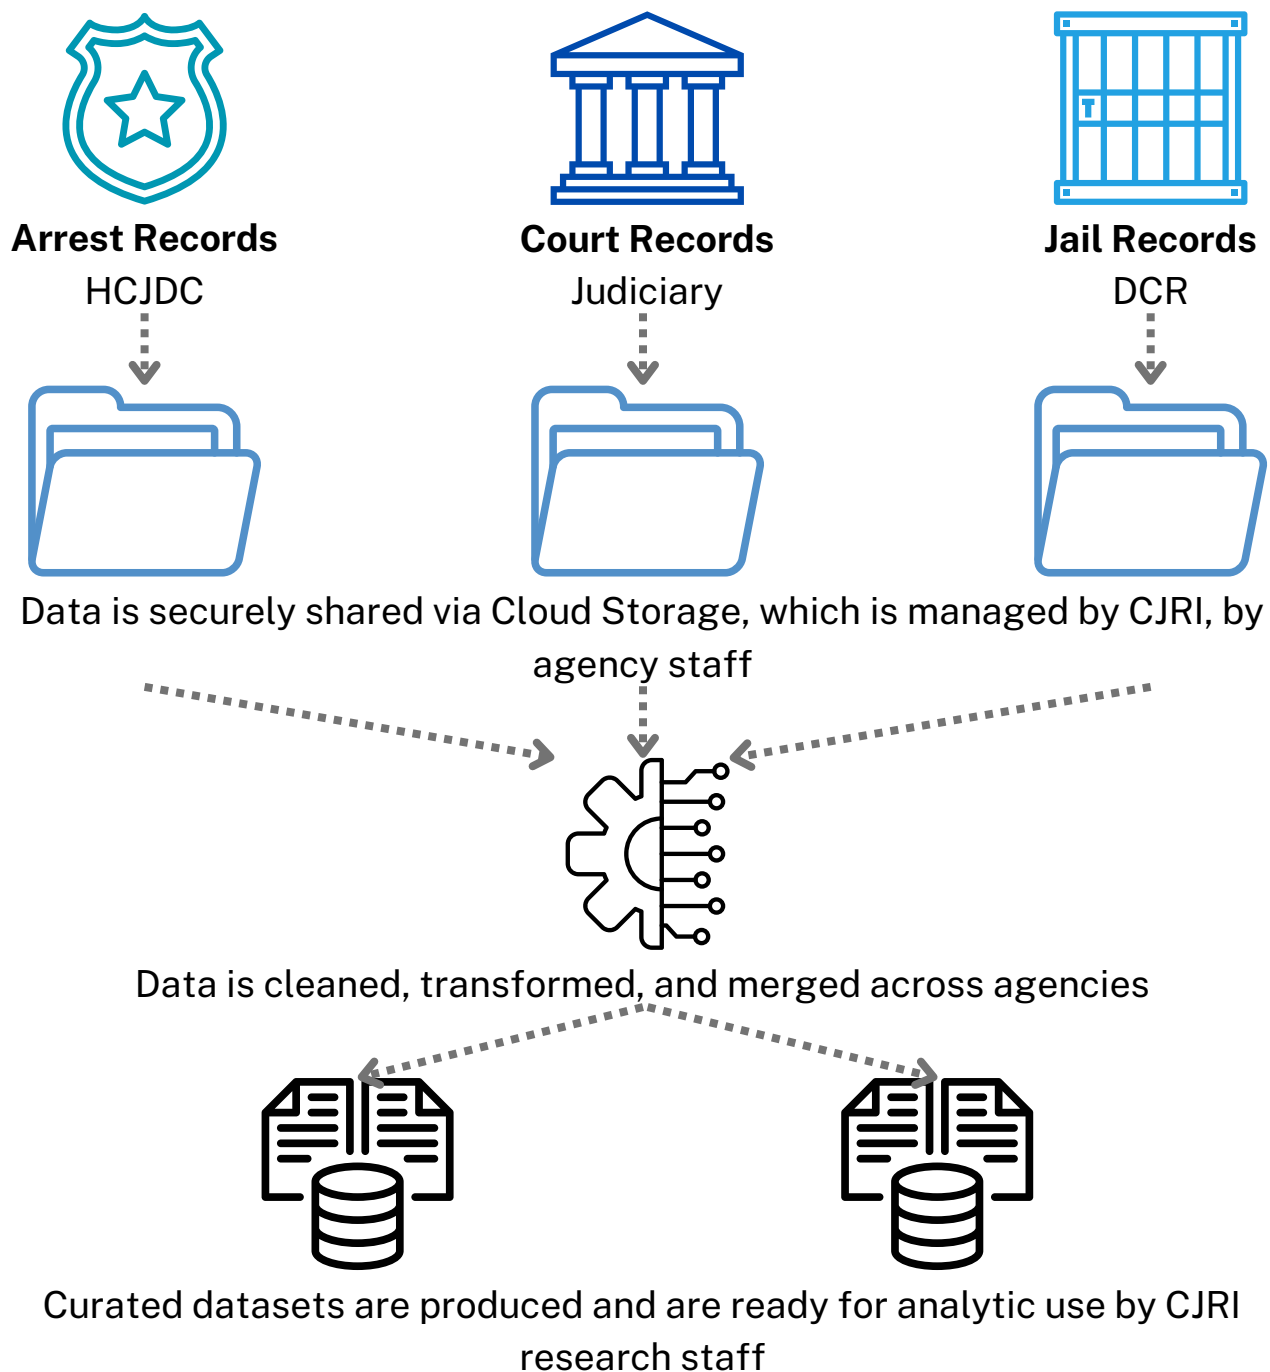 Arrest Records
HCJDC
Court Records
Judiciary
Jail Records
DCR
Data is securely shared via Cloud Storage, which is managed by CJRI, by
agency staff
Data is cleaned, transformed, and merged across agencies
Curated datasets are produced and are ready for analytic use by CJRI
research staff